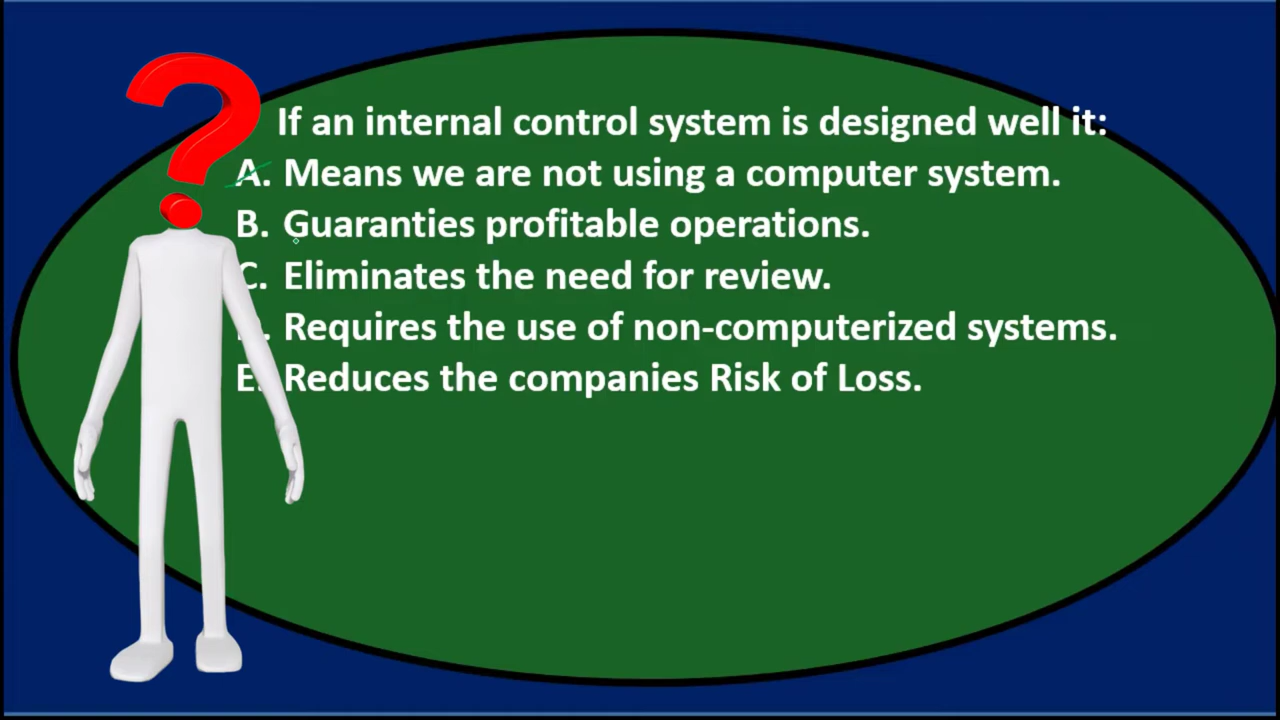 If an internal control system is designed well it:
A. Means we are not using a computer system.
B. Guaranties profitable operations.
C. Eliminates the need for review.
. Requires the use of non-computerized systems.
E. Reduces the companies Risk of Loss.